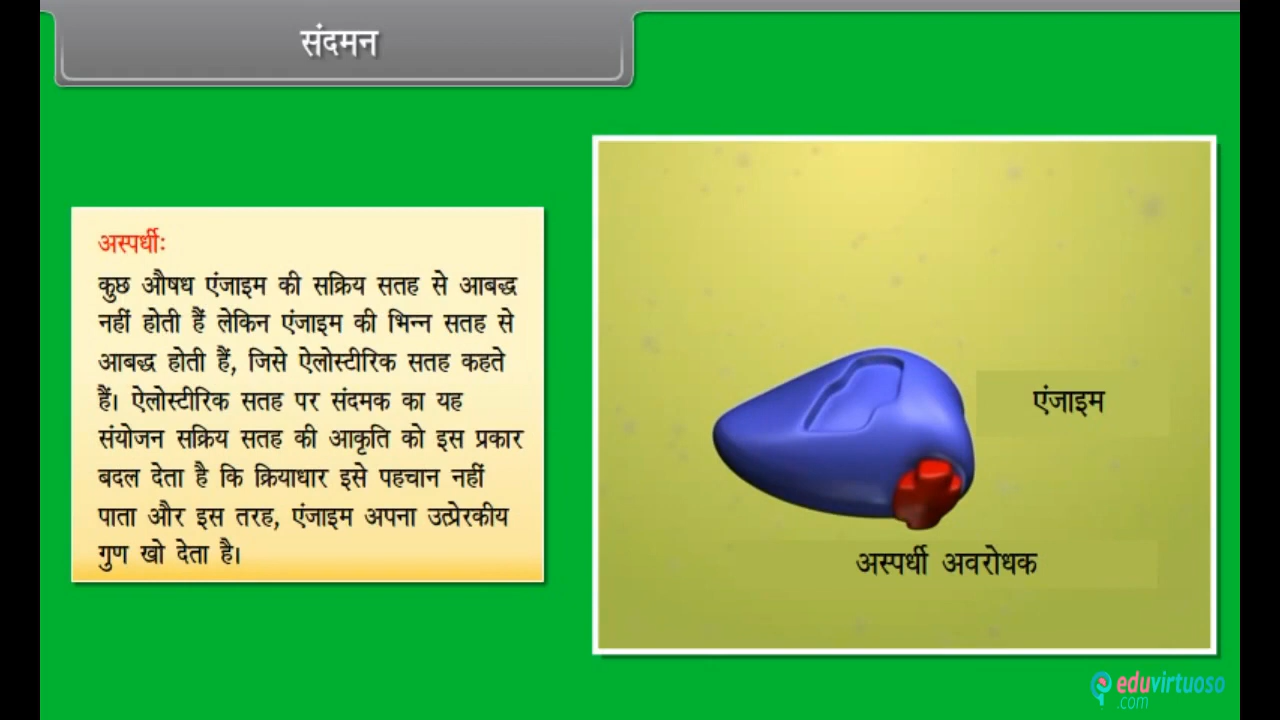 संदमन
अस्पर्धीः
कुछ औषध एंजाइम की सक्रिय सतह से आबद्ध
नहीं होती हैं लेकिन एंजाइम की भिन्न सतह से
आबद्ध होती हैं, जिसे ऐलोस्टीरिक सतह कहते
हैं। ऐलोस्टीरिक सतह पर संदमक का यह
संयोजन सक्रिय सतह की आकृति को इस प्रकार
बदल देता है कि क्रियाधार इसे पहचान नहीं
पाता और इस तरह, एंजाइम अपना उत्प्रेरकीय
गुण खो देता है।
एंजाइम
अस्पर्धी अवरोधक
eduvirtuoso
.com